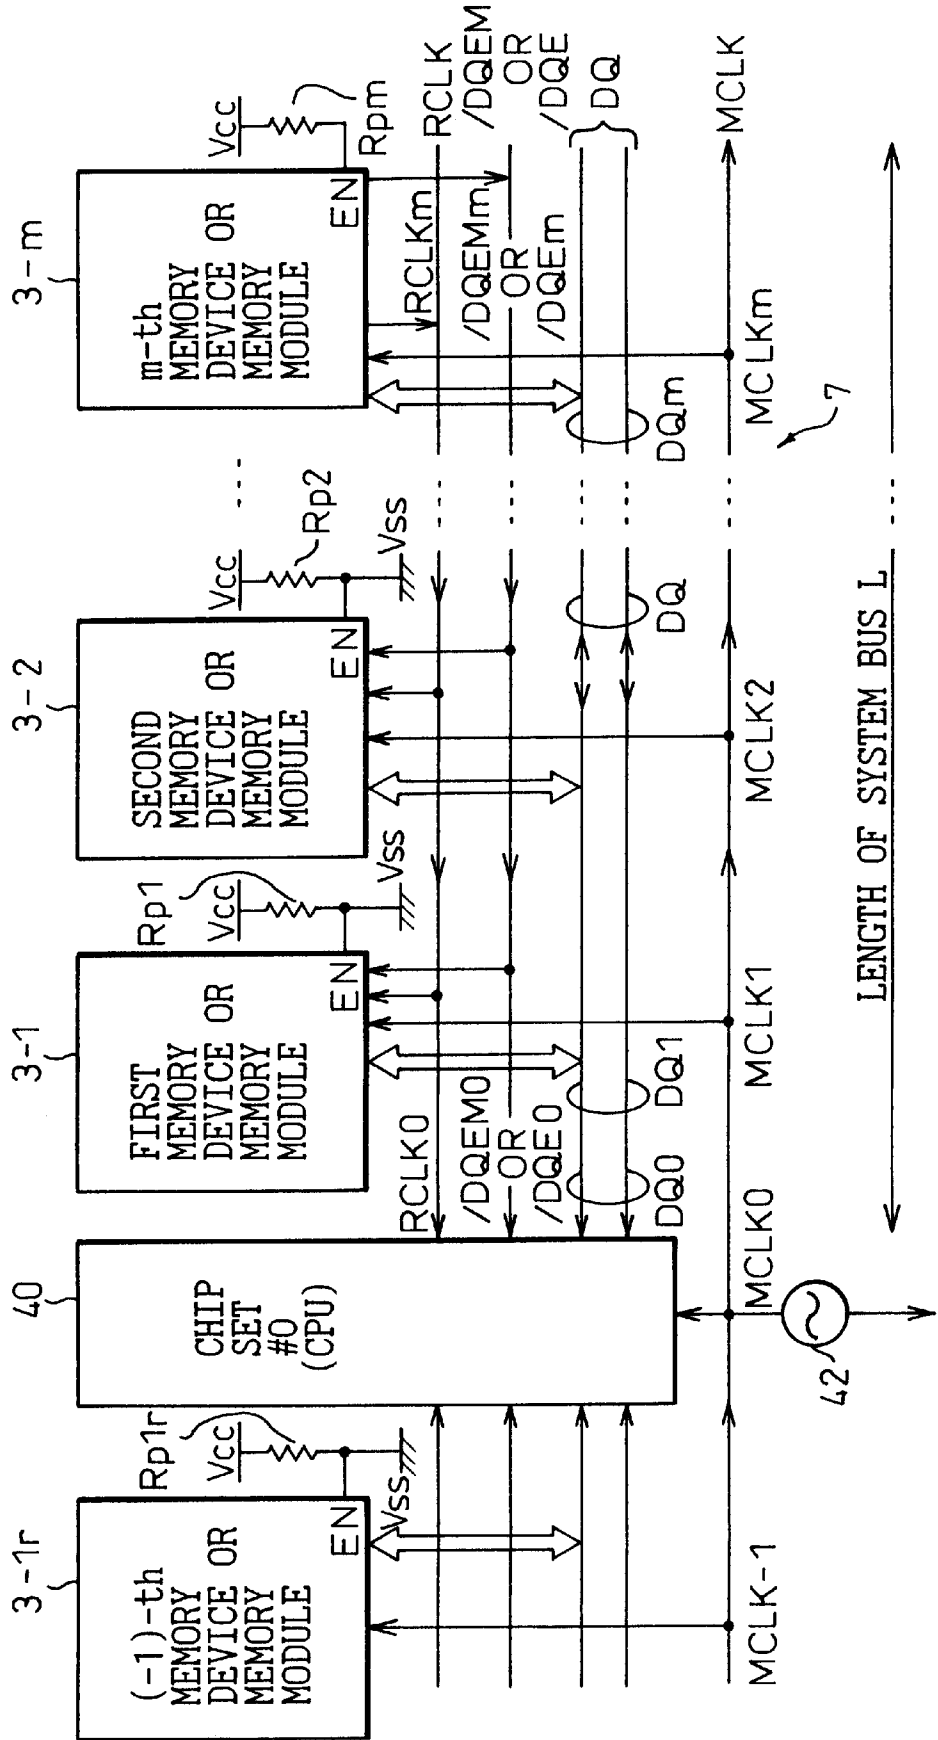 3-1r
(-1)-th
MEMORY
DEVICE OR
MEMORY
MODULE
EN
Rp1r
Vcc
Vss
MCLK-1
40
CHIP
SET
#0
(CPU)
42
MCLK0
3-1
FIRST
MEMORY
DEVICE OR
MEMORY
MODULE
EN
Rp1
Vcc
Vss
RCLK0
/DQEM0
OR
/DQE0
DQ0
DQ1
MCLK1
3-2
SECOND
MEMORY
DEVICE OR
MEMORY
MODULE
EN
Vcc
Rp2
Vss
DQ
MCLK2
...
3-m
m-th
MEMORY
DEVICE OR
MEMORY
MODULE
EN
Vcc
Rpm
RCLKm
/DQEMm
OR
/DQEm
DQm
MCLKm
RCLK
/DQEM
OR
/DQE
DQ
MCLK
7
LENGTH OF SYSTEM BUS L